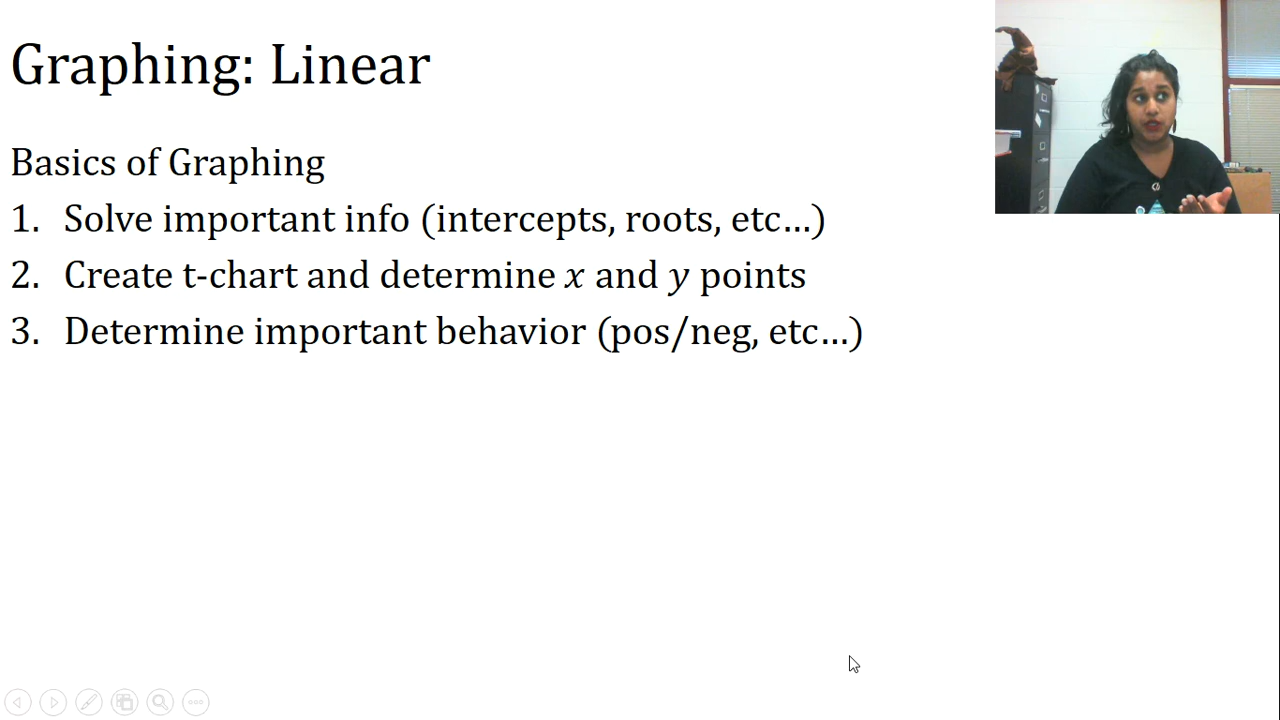 Graphing: Linear
Basics of Graphing
1. Solve important info (intercepts, roots, etc…)
2. Create t-chart and determine x and y points
3. Determine important behavior (pos/neg, etc…)